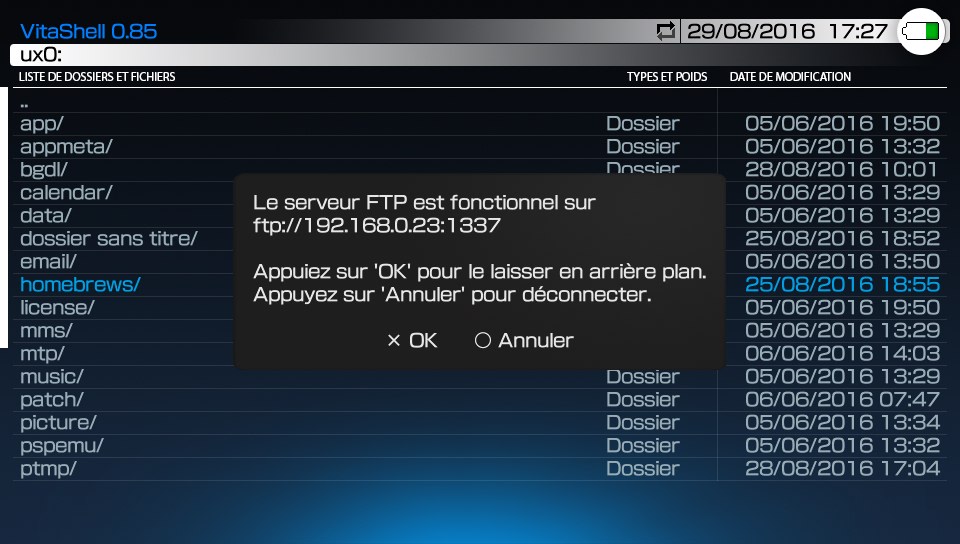 VitaShell 0.85
29/08/2016 17:27
ux0:
LISTE DE DOSSIERS ET FICHIERS TYPES ET POIDS DATE DE MODIFICATION
..
app/ Dossier 05/06/2016 19:50
appmeta/ Dossier 05/06/2016 13:32
bgdl/ Dossier 28/08/2016 10:01
calendar/ 05/06/2016 13:29
data/ 05/06/2016 13:29
dossier sans titre/ 25/08/2016 18:52
email/ 05/06/2016 13:50
homebrews/ 25/08/2016 18:55
license/ 05/06/2016 19:50
mms/ 05/06/2016 13:29
mtp/ 06/06/2016 14:03
music/ Dossier 05/06/2016 13:29
patch/ Dossier 06/06/2016 07:47
picture/ Dossier 05/06/2016 13:34
pspemu/ Dossier 05/06/2016 13:32
ptmp/ Dossier 28/08/2016 17:04
Le serveur FTP est fonctionnel sur
ftp://192.168.0.23:1337
Appuiez sur 'OK' pour le laisser en arrière plan.
Appuyez sur 'Annuler' pour déconnecter.
× OK ○ Annuler